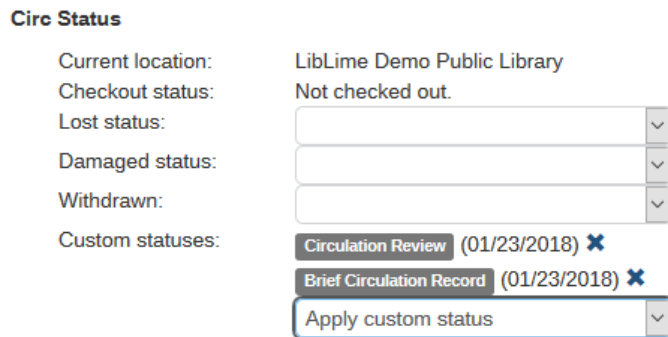 Circ Status
Current location: LibLime Demo Public Library
Checkout status: Not checked out.
Lost status:
Damaged status:
Withdrawn:
Custom statuses: Circulation Review (01/23/2018) ✖
Brief Circulation Record (01/23/2018) ✖
Apply custom status